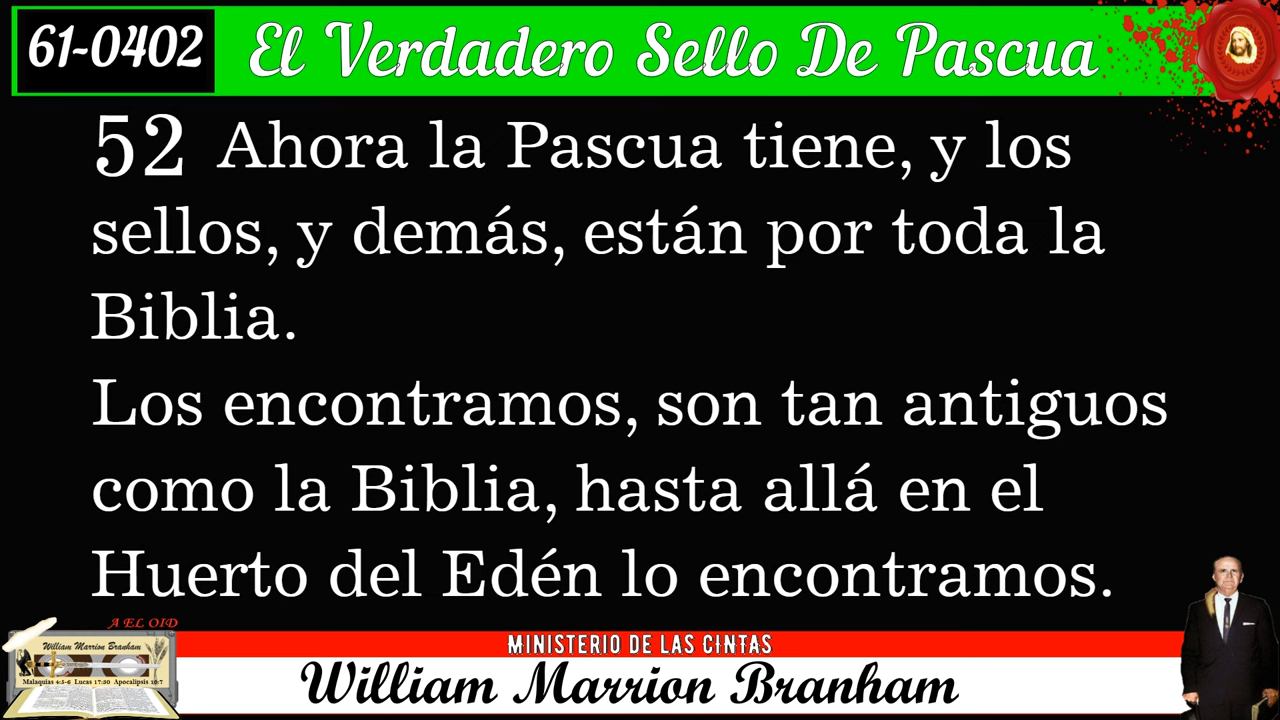 61-0402 El Verdadero Sello De Pascua
52 Ahora la Pascua tiene, y los
sellos, y demás, están por toda la
Biblia.
Los encontramos, son tan antiguos
como la Biblia, hasta allá en el
Huerto del Edén lo encontramos.
A EL OID
William Marrion Branham
Malaquias 4:5-6 Lucas 17:30 Apocalipsis 10:7
MINISTERIO DE LAS CINTAS
William Marrion Branham